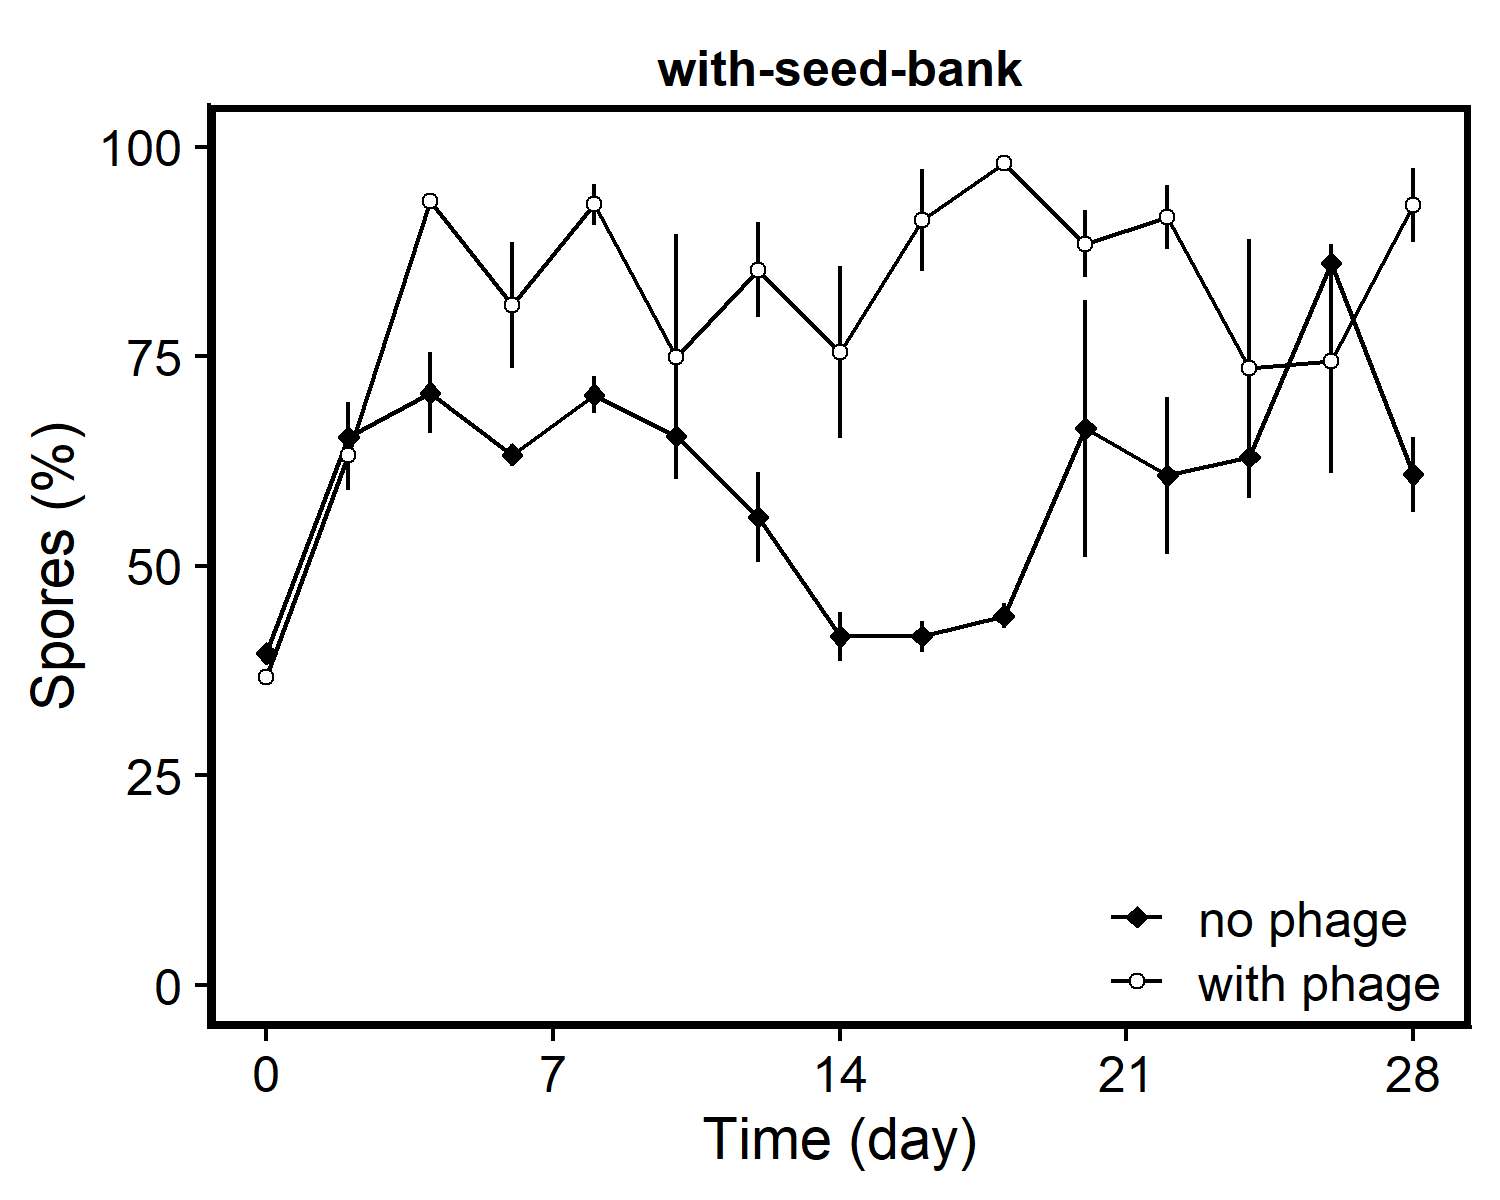 with-seed-bank
100
75
50
25
0
Spores (%)
no phage
with phage
0 7 14 21 28
Time (day)